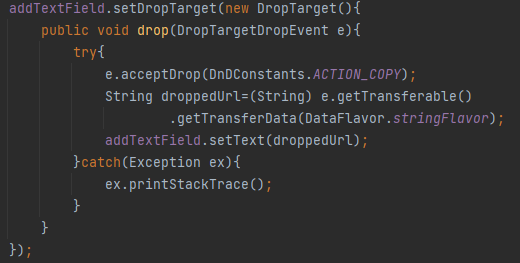 addTextField.setDropTarget(new DropTarget(){
    public void drop(DropTargetDropEvent e){
        try{
            e.acceptDrop(DnDConstants.ACTION_COPY);
            String droppedUrl=(String) e.getTransferable()
                    .getTransferData(DataFlavor.stringFlavor);
            addTextField.setText(droppedUrl);
        }catch(Exception ex){
            ex.printStackTrace();
        }
    }
});